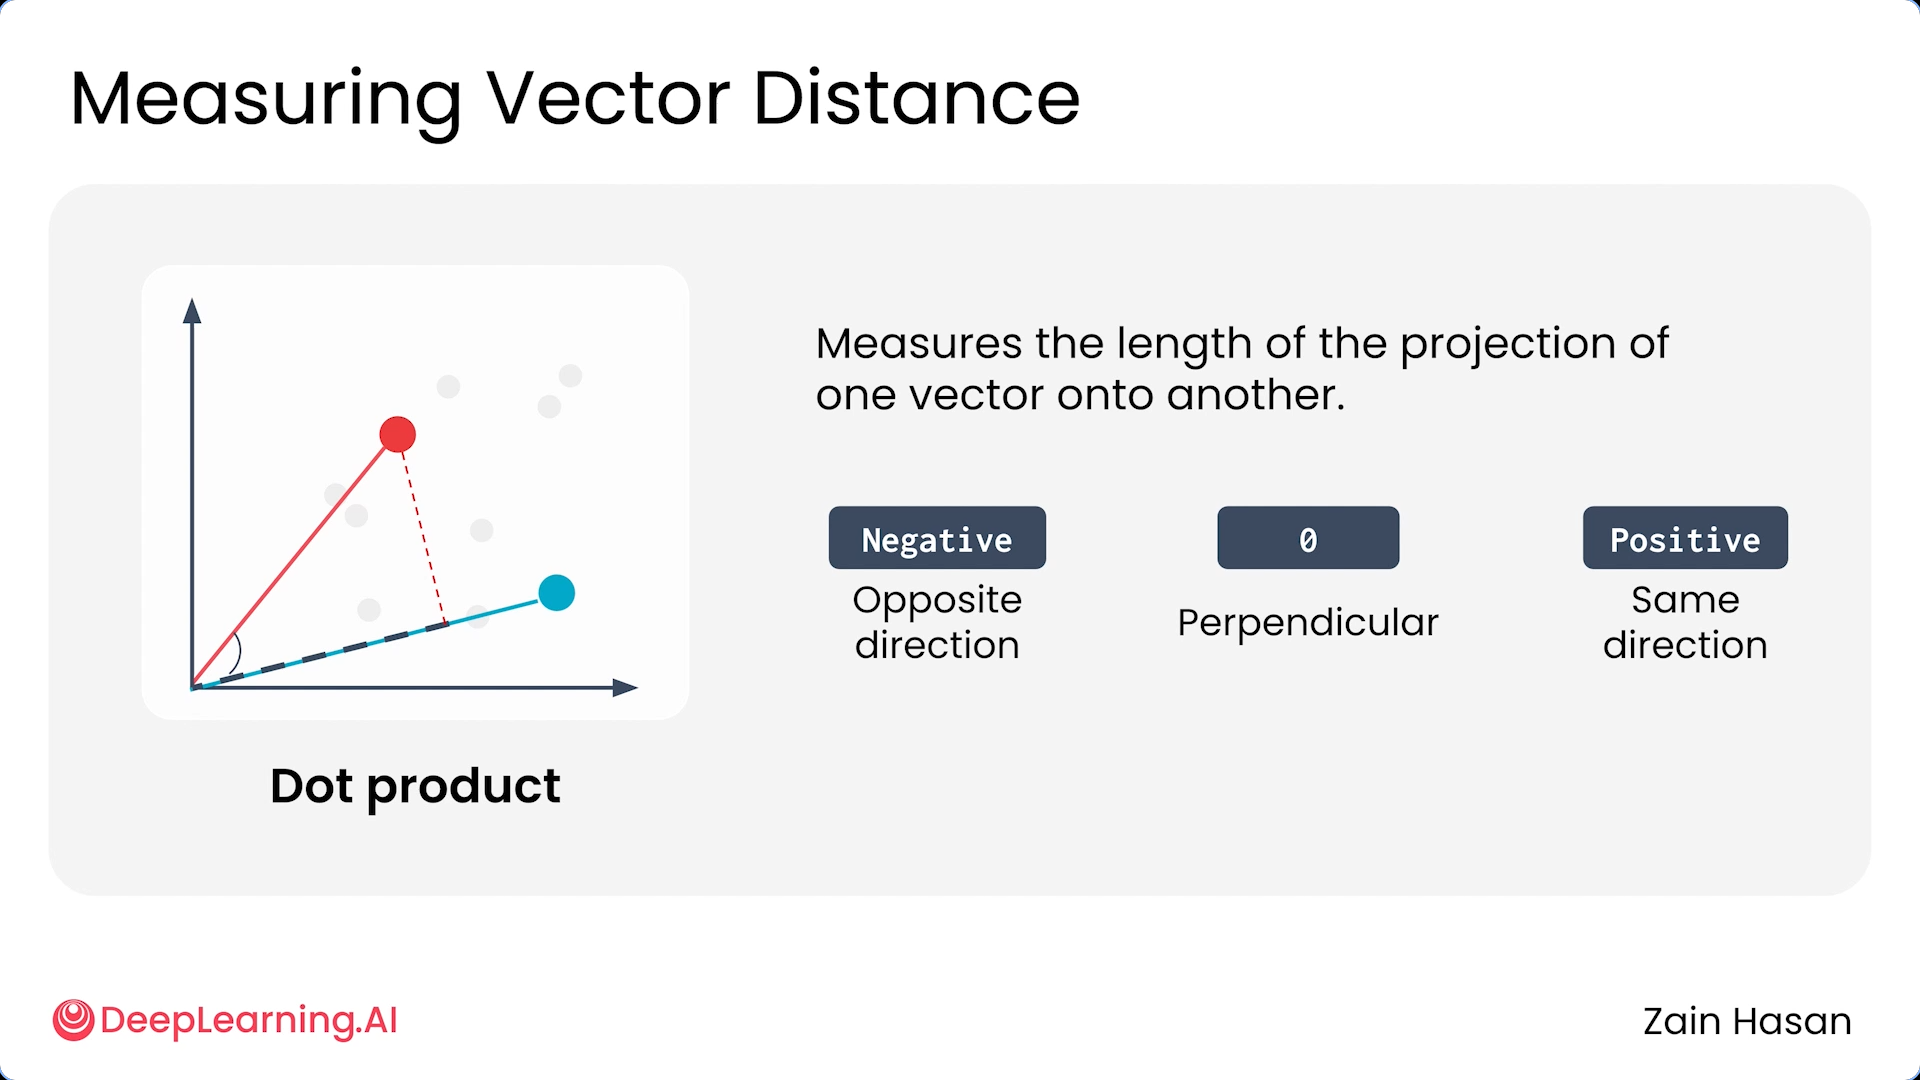 Measuring Vector Distance
Measures the length of the projection of
one vector onto another.
Negative
Opposite
direction
0
Perpendicular
Positive
Same
direction
Dot product
DeepLearning.AI
Zain Hasan